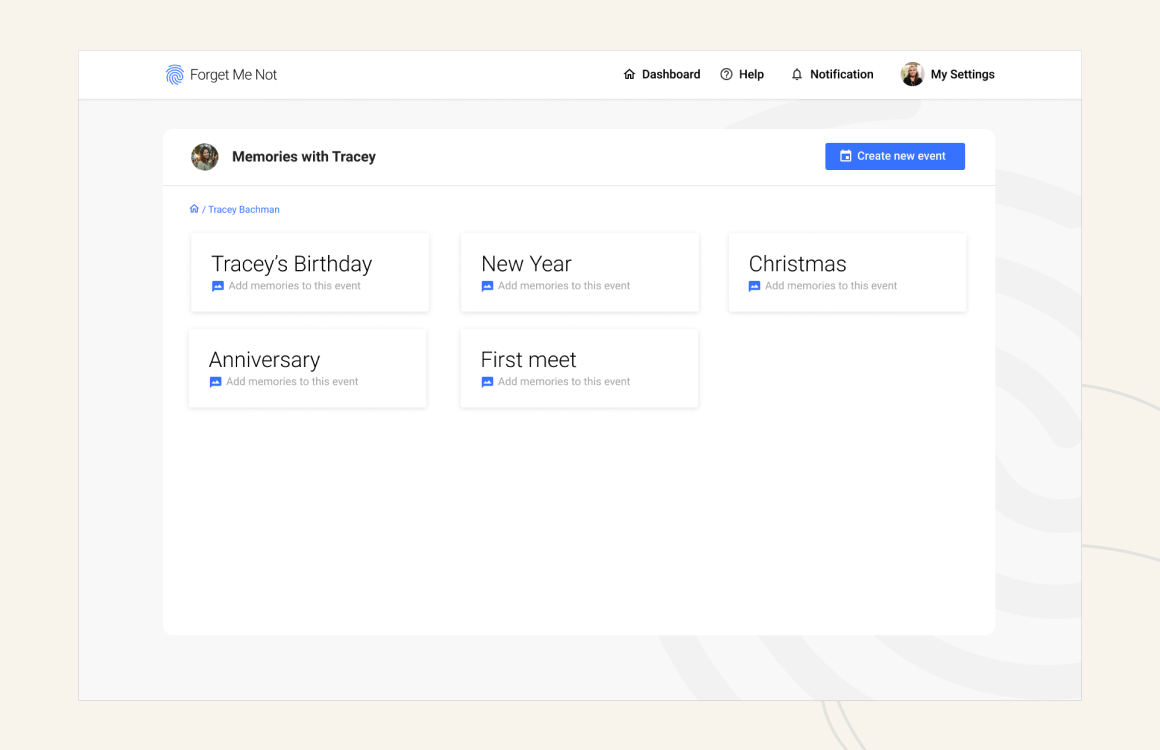 Forget Me Not
Dashboard
Help
Notification
My Settings
Memories with Tracey
Create new event
/ Tracey Bachman
Tracey’s Birthday
Add memories to this event
New Year
Add memories to this event
Christmas
Add memories to this event
Anniversary
Add memories to this event
First meet
Add memories to this event